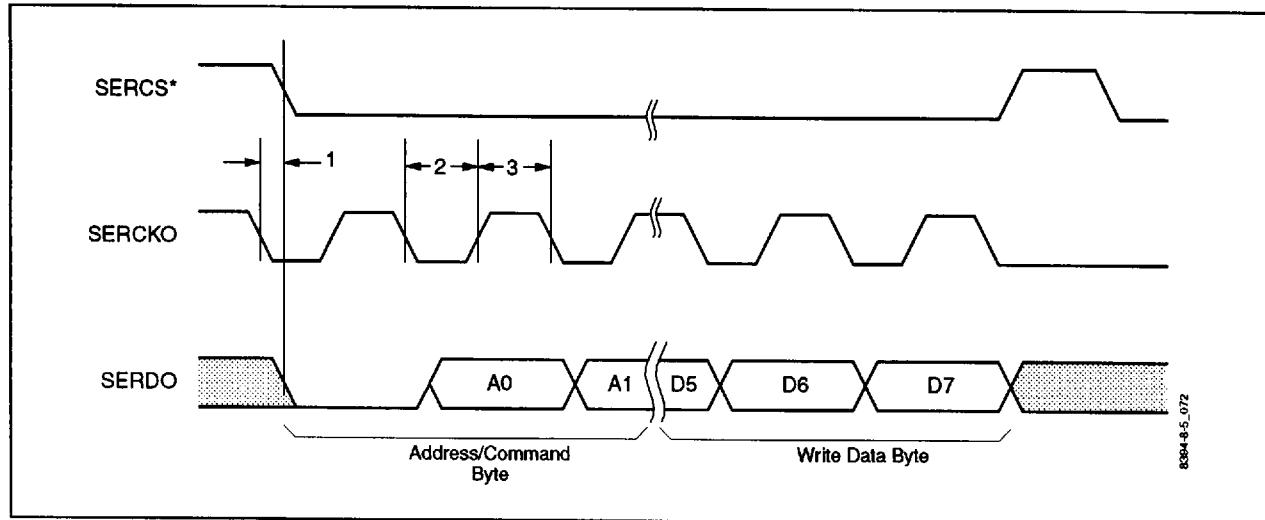 SERCS*
1
2
3
SERCKO
SERDO
A0
A1
D5
D6
D7
Address/Command
Byte
Write Data Byte
8394-8-5_072